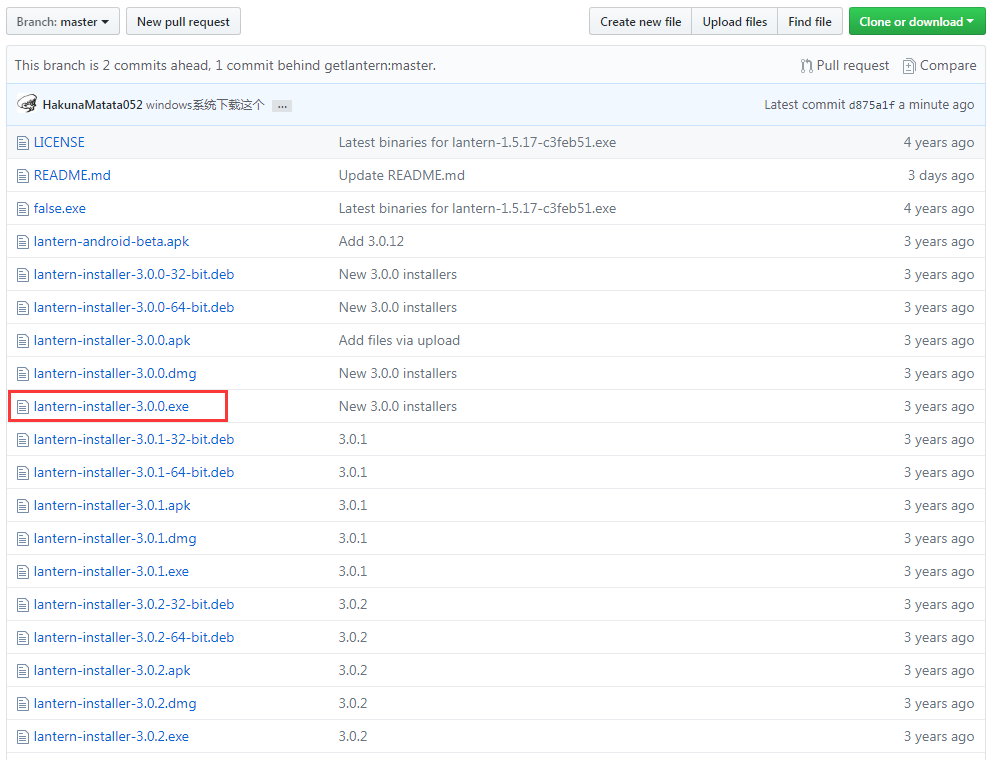 Branch: master New pull request Create new file Upload files Find file Clone or download
This branch is 2 commits ahead, 1 commit behind getlantern:master. Pull request Compare
HakunaMatata052 windows系统下载这个 ... Latest commit d875a1f a minute ago
LICENSE Latest binaries for lantern-1.5.17-c3feb51.exe 4 years ago
README.md Update README.md 3 days ago
false.exe Latest binaries for lantern-1.5.17-c3feb51.exe 4 years ago
lantern-android-beta.apk Add 3.0.12 3 years ago
lantern-installer-3.0.0-32-bit.deb New 3.0.0 installers 3 years ago
lantern-installer-3.0.0-64-bit.deb New 3.0.0 installers 3 years ago
lantern-installer-3.0.0.apk Add files via upload 3 years ago
lantern-installer-3.0.0.dmg New 3.0.0 installers 3 years ago
lantern-installer-3.0.0.exe New 3.0.0 installers 3 years ago
lantern-installer-3.0.1-32-bit.deb 3.0.1 3 years ago
lantern-installer-3.0.1-64-bit.deb 3.0.1 3 years ago
lantern-installer-3.0.1.apk 3.0.1 3 years ago
lantern-installer-3.0.1.dmg 3.0.1 3 years ago
lantern-installer-3.0.1.exe 3.0.1 3 years ago
lantern-installer-3.0.2-32-bit.deb 3.0.2 3 years ago
lantern-installer-3.0.2-64-bit.deb 3.0.2 3 years ago
lantern-installer-3.0.2.apk 3.0.2 3 years ago
lantern-installer-3.0.2.dmg 3.0.2 3 years ago
lantern-installer-3.0.2.exe 3.0.2 3 years ago